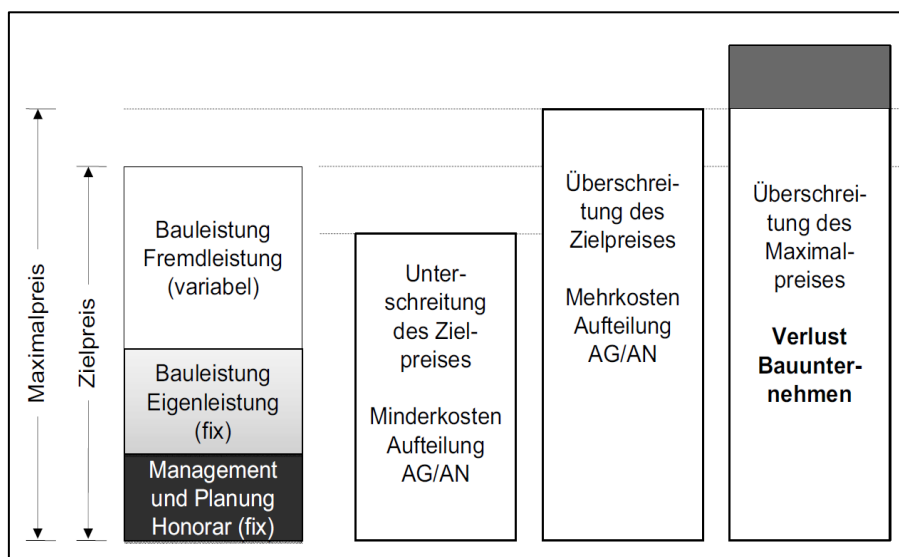 Maximalpreis
Zielpreis
Bauleistung
Fremdleistung
(variabel)
Bauleistung
Eigenleistung
(fix)
Management
und Planung
Honorar (fix)
Unter-
schreitung
des Ziel-
preises
Minderkosten
Aufteilung
AG/AN
Überschrei-
tung des
Zielpreises
Mehrkosten
Aufteilung
AG/AN
Überschrei-
tung des
Maximal-
preises
Verlust
Bauunter-
nehmen